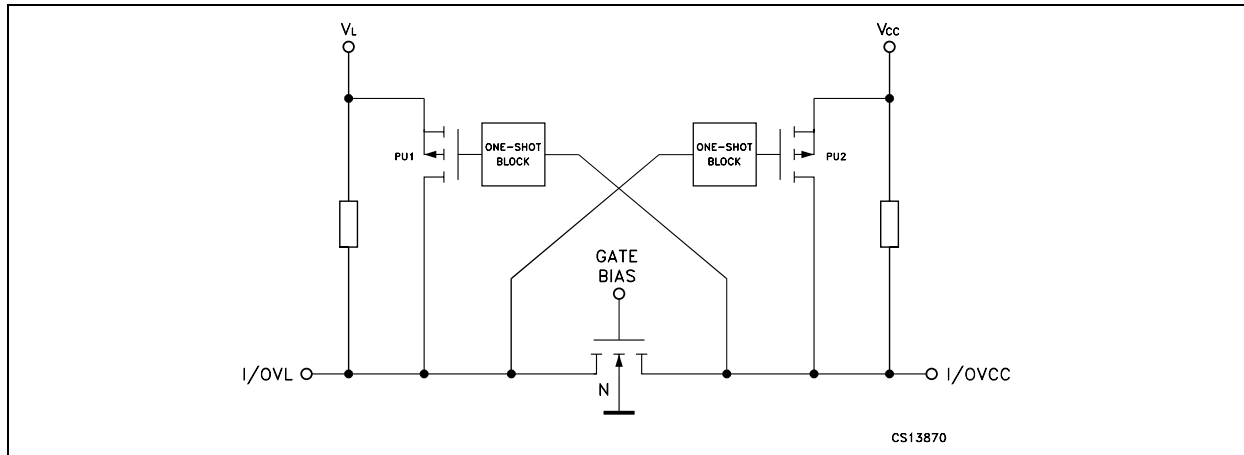 VL
VCC
PU1
ONE-SHOT
BLOCK
ONE-SHOT
BLOCK
PU2
GATE
BIAS
I/OVL
N
I/OVCC
CS13870